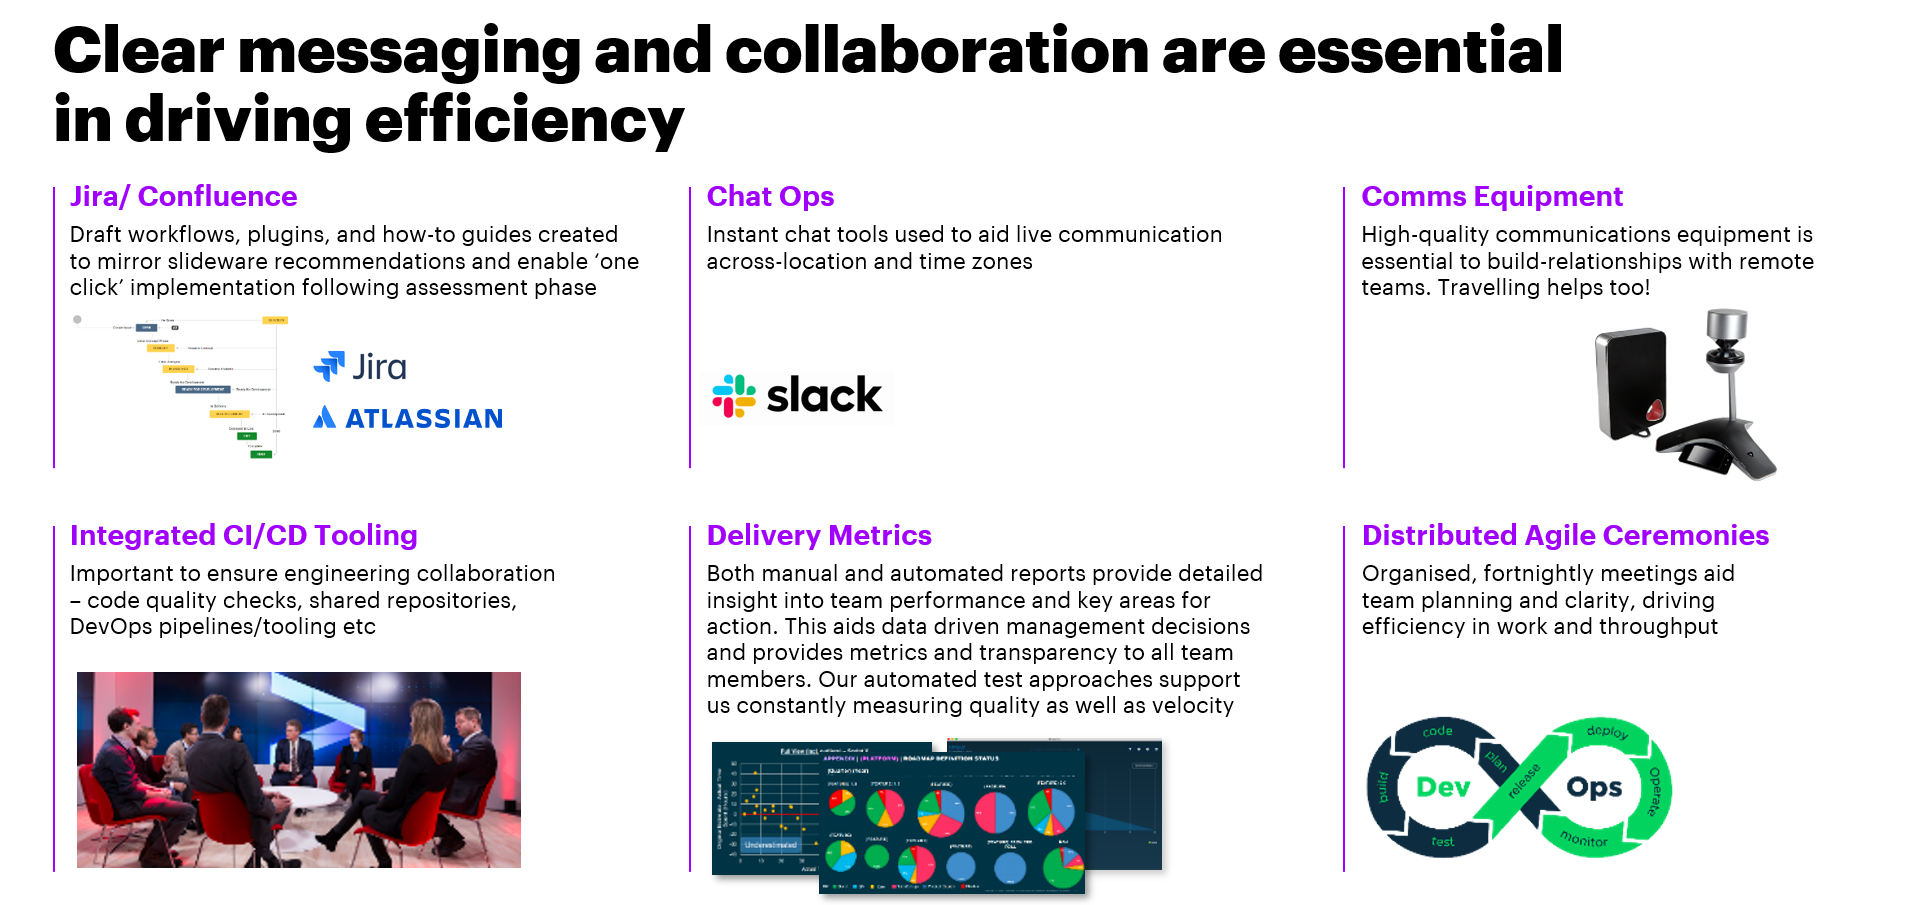 Clear messaging and collaboration are essential
in driving efficiency
Jira/ Confluence
Draft workflows, plugins, and how-to guides created
to mirror slideware recommendations and enable ‘one
click’ implementation following assessment phase
Jira
ATLASSIAN
Chat Ops
Instant chat tools used to aid live communication
across-location and time zones
slack
Comms Equipment
High-quality communications equipment is
essential to build-relationships with remote
teams. Travelling helps too!
Integrated CI/CD Tooling
Important to ensure engineering collaboration
– code quality checks, shared repositories,
DevOps pipelines/tooling etc
Delivery Metrics
Both manual and automated reports provide detailed
insight into team performance and key areas for
action. This aids data driven management decisions
and provides metrics and transparency to all team
members. Our automated test approaches support
us constantly measuring quality as well as velocity
APPENDIX | (PLATFORM) | ROADMAP DEFINITION STATUS
Underestimated
Distributed Agile Ceremonies
Organised, fortnightly meetings aid
team planning and clarity, driving
efficiency in work and throughput
code
plan
build
test
Dev
release
deploy
Operate
monitor
Ops